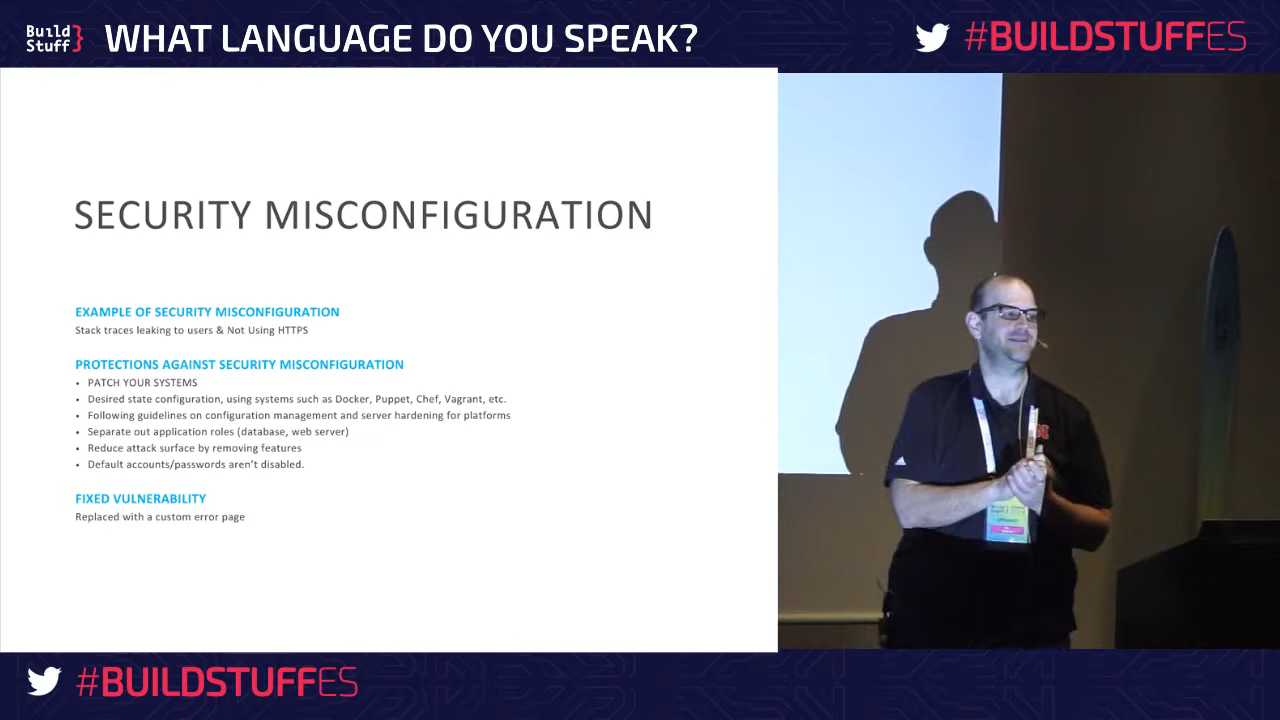 Build
Stuff}
WHAT LANGUAGE DO YOU SPEAK?
#BUILDSTUFFES
SECURITY MISCONFIGURATION
EXAMPLE OF SECURITY MISCONFIGURATION
Stack traces leaking to users & Not Using HTTPS
PROTECTIONS AGAINST SECURITY MISCONFIGURATION
• PATCH YOUR SYSTEMS
• Desired state configuration, using systems such as Docker, Puppet, Chef, Vagrant, etc.
• Following guidelines on configuration management and server hardening for platforms
• Separate out application roles (database, web server)
• Reduce attack surface by removing features
• Default accounts/passwords aren't disabled.
FIXED VULNERABILITY
Replaced with a custom error page
N
#BUILDSTUFFES